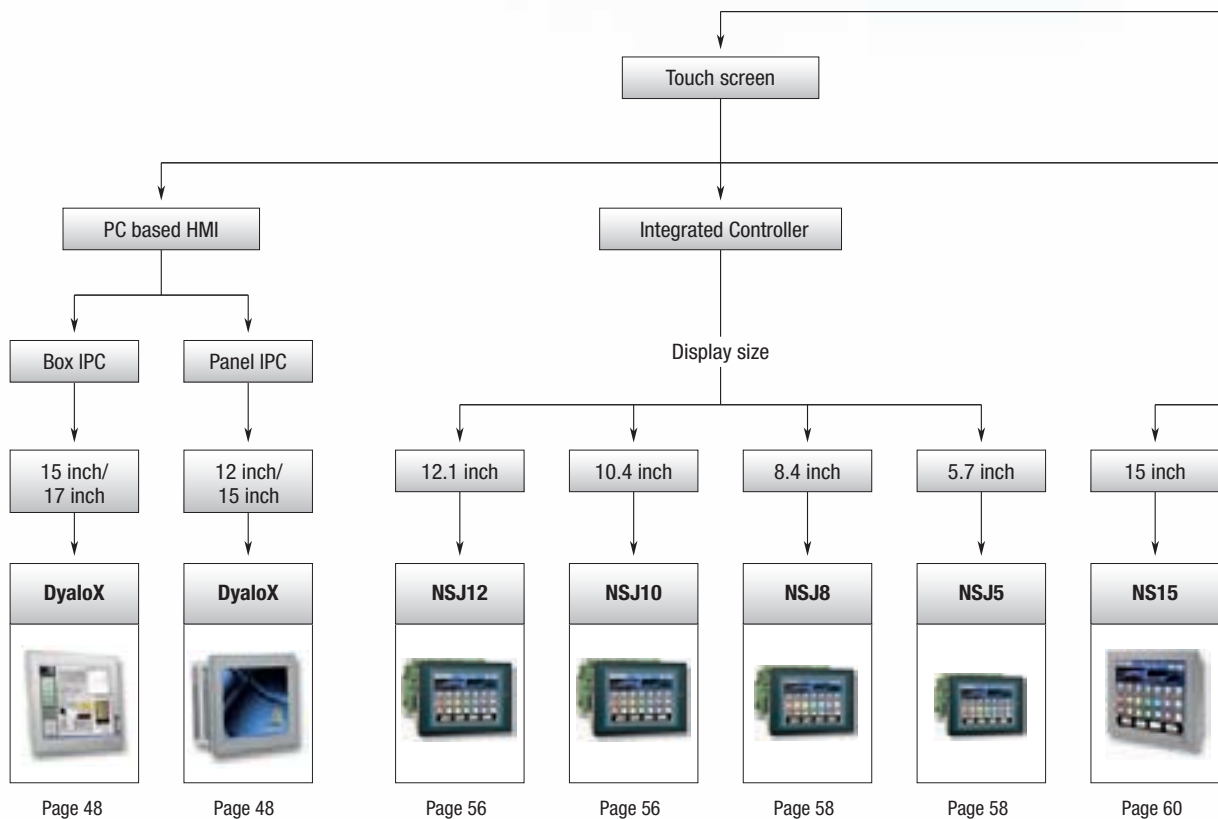 Touch screen
PC based HMI
Integrated Controller
Box IPC
Panel IPC
Display size
15 inch/
17 inch
12 inch/
15 inch
12.1 inch
10.4 inch
8.4 inch
5.7 inch
15 inch
DyaloX
DyaloX
NSJ12
NSJ10
NSJ8
NSJ5
NS15
Page 48
Page 48
Page 56
Page 56
Page 58
Page 58
Page 60